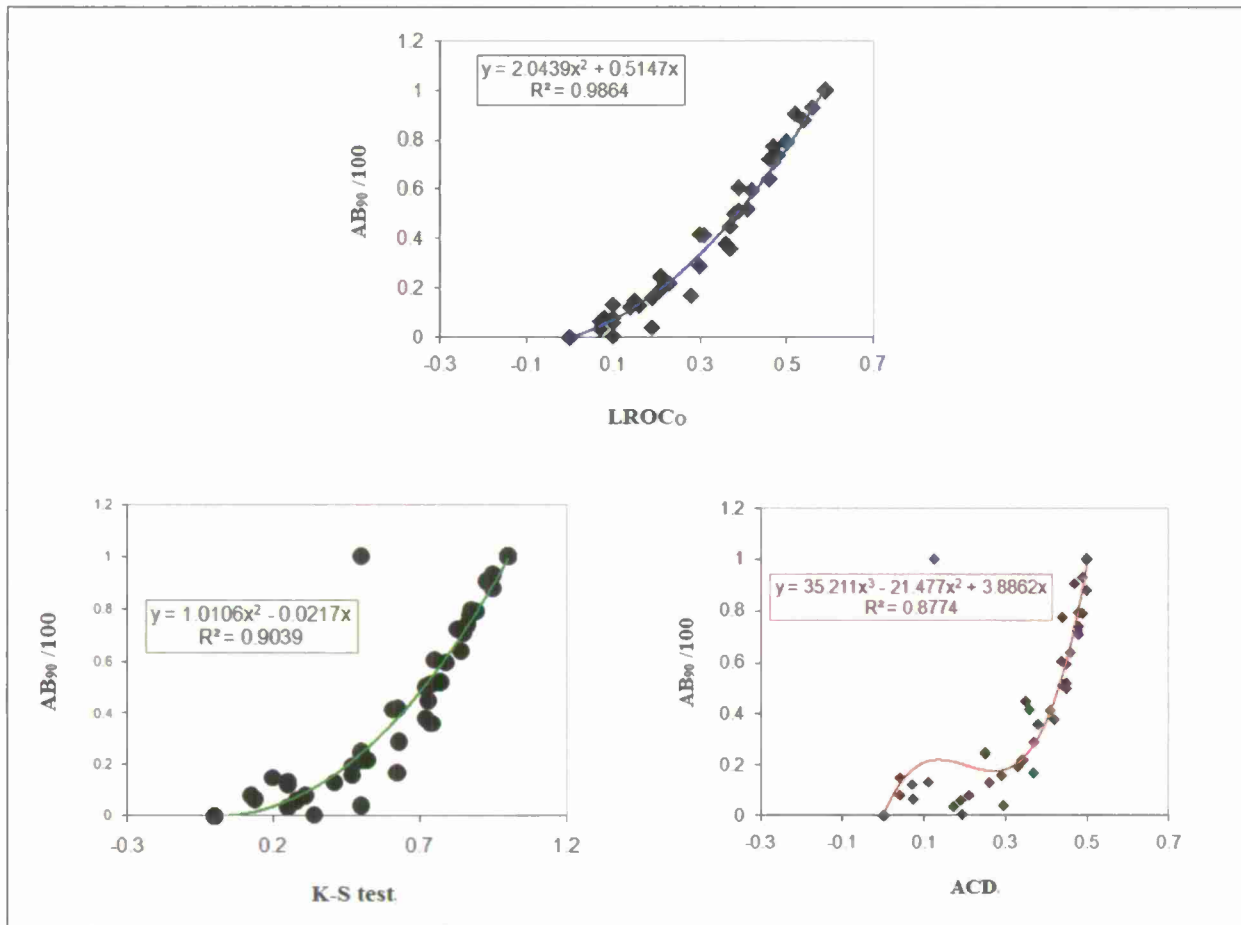 1.2
1
0.8
0.6
0.4
0.2
0
AB90 /100
y = 2.0439x² + 0.5147x
R² = 0.9864
-0.3 -0.1 0.1 0.3 0.5 0.7
LROCO
1.2
1
0.8
0.6
0.4
0.2
0
AB90 /100
y = 1.0106x² - 0.0217x
R² = 0.9039
-0.3 0.2 0.7 1.2
K-S test
1.2
1
0.8
0.6
0.4
0.2
0
AB90 /100
y = 35.211x³ - 21.477x² + 3.8862x
R² = 0.8774
-0.3 -0.1 0.1 0.3 0.5 0.7
ACD